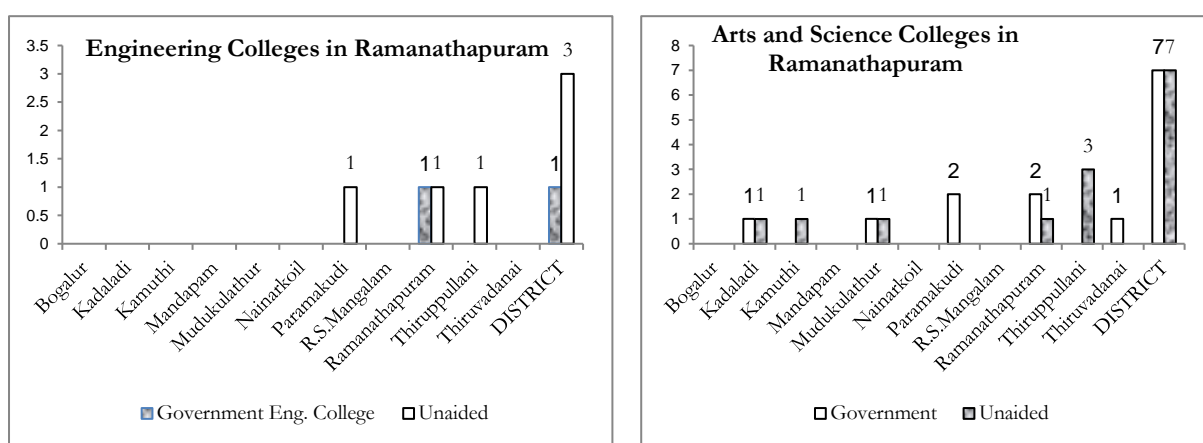 Engineering Colleges in Ramanathapuram
3.5
3
2.5
2
1.5
1
0.5
0
1
1
1
1
1
3
Bogalur
Kadaladi
Kamuthi
Mandapam
Mudukulathur
Nainarkoil
Paramakudi
R.S.Mangalam
Ramanathapuram
Thiruppullani
Thiruvadanai
DISTRICT
Government Eng. College
Unaided
Arts and Science Colleges in
Ramanathapuram
8
7
6
5
4
3
2
1
0
1
1
1
1
1
2
2
1
3
1
7
7
Bogalur
Kadaladi
Kamuthi
Mandapam
Mudukulathur
Nainarkoil
Paramakudi
R.S.Mangalam
Ramanathapuram
Thiruppullani
Thiruvadanai
DISTRICT
Government
Unaided